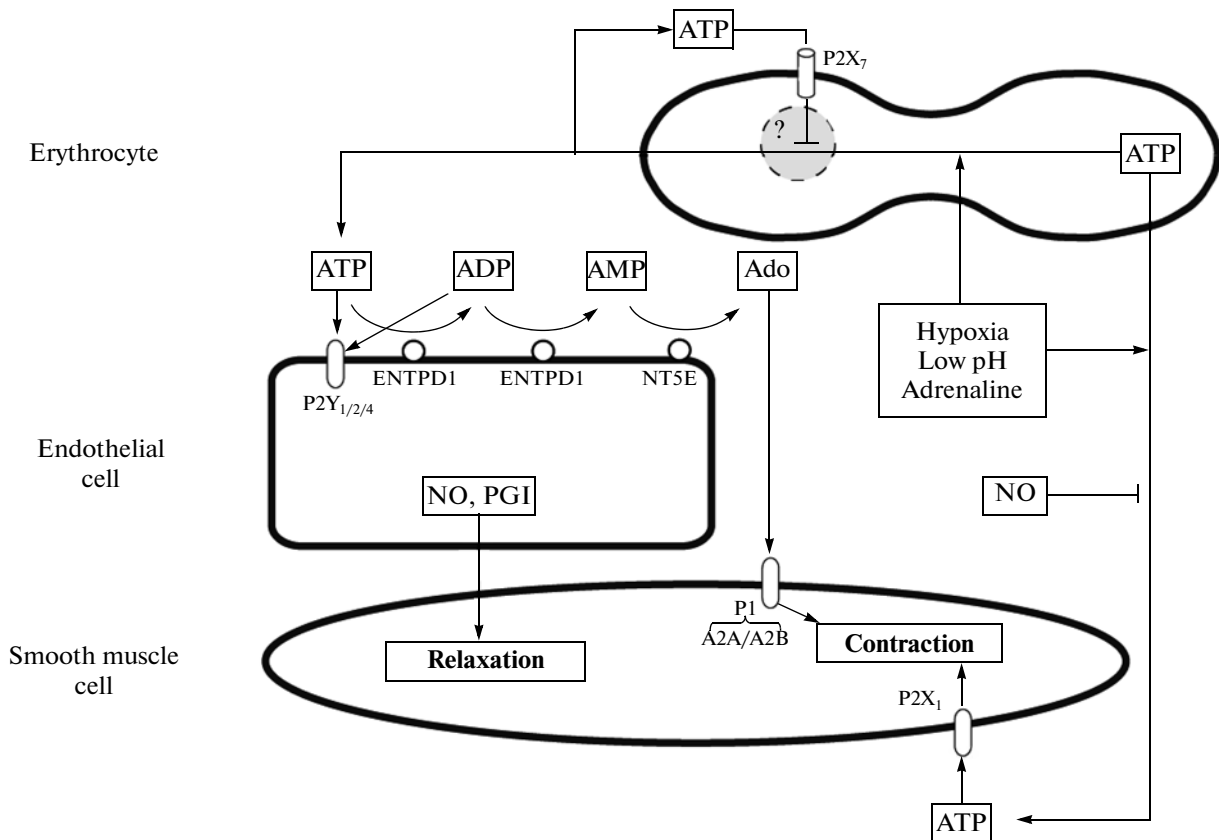 ATP
P2X₇
?
Erythrocyte
ATP
ATP
ADP
AMP
Ado
Hypoxia
Low pH
Adrenaline
ENTPD1
ENTPD1
NT5E
P2Y₁/₂/₄
Endothelial
cell
NO, PGI
NO
P1
A2A/A2B
Contraction
Smooth muscle
cell
Relaxation
P2X₁
ATP